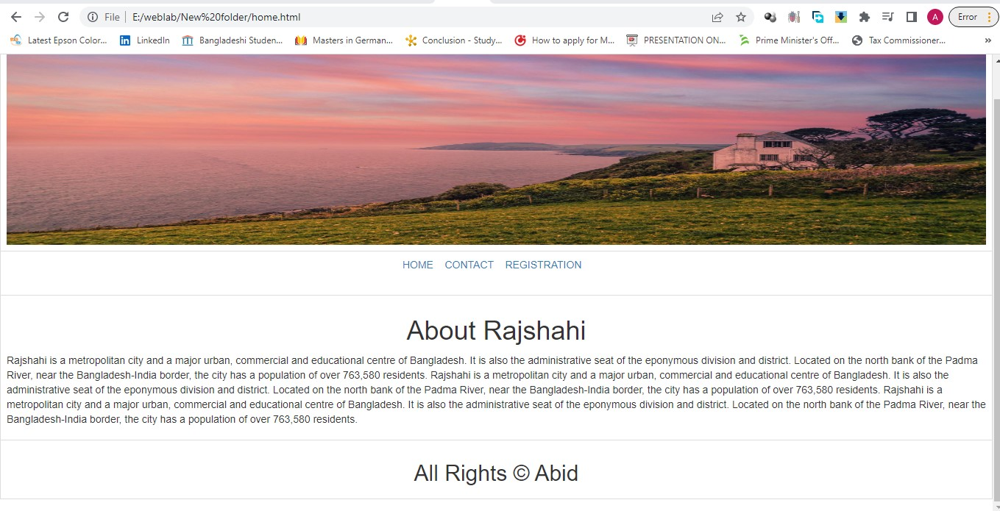 File E:/weblab/New%20folder/home.html A Error
Latest Epson Color... LinkedIn Bangladeshi Studen... Masters in German... Conclusion - Study... How to apply for M... PRESENTATION ON... Prime Minister's Off... Tax Commissioner... »
HOME CONTACT REGISTRATION
About Rajshahi
Rajshahi is a metropolitan city and a major urban, commercial and educational centre of Bangladesh. It is also the administrative seat of the eponymous division and district. Located on the north bank of the Padma
River, near the Bangladesh-India border, the city has a population of over 763,580 residents. Rajshahi is a metropolitan city and a major urban, commercial and educational centre of Bangladesh. It is also the
administrative seat of the eponymous division and district. Located on the north bank of the Padma River, near the Bangladesh-India border, the city has a population of over 763,580 residents. Rajshahi is a
metropolitan city and a major urban, commercial and educational centre of Bangladesh. It is also the administrative seat of the eponymous division and district. Located on the north bank of the Padma River, near the
Bangladesh-India border, the city has a population of over 763,580 residents.
All Rights © Abid